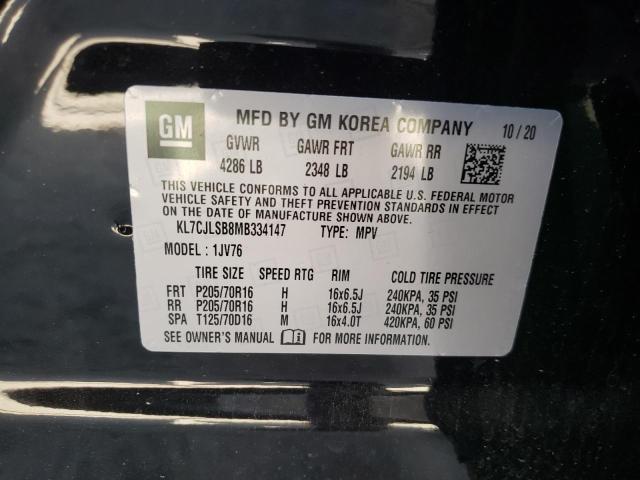 GM MFD BY GM KOREA COMPANY 10/20
GVWR GAWR FRT GAWR RR
4286 LB 2348 LB 2194 LB
THIS VEHICLE CONFORMS TO ALL APPLICABLE U.S. FEDERAL MOTOR
VEHICLE SAFETY AND THEFT PREVENTION STANDARDS IN EFFECT
ON THE DATE OF MANUFACTURE SHOWN ABOVE.
KL7CJLSB8MB334147 TYPE: MPV
MODEL : 1JV76
TIRE SIZE SPEED RTG RIM COLD TIRE PRESSURE
FRT P205/70R16 H 16x6.5J 240KPA, 35 PSI
RR P205/70R16 H 16x6.5J 240KPA, 35 PSI
SPA T125/70D16 M 16x4.0T 420KPA, 60 PSI
SEE OWNER'S MANUAL FOR MORE INFORMATION.